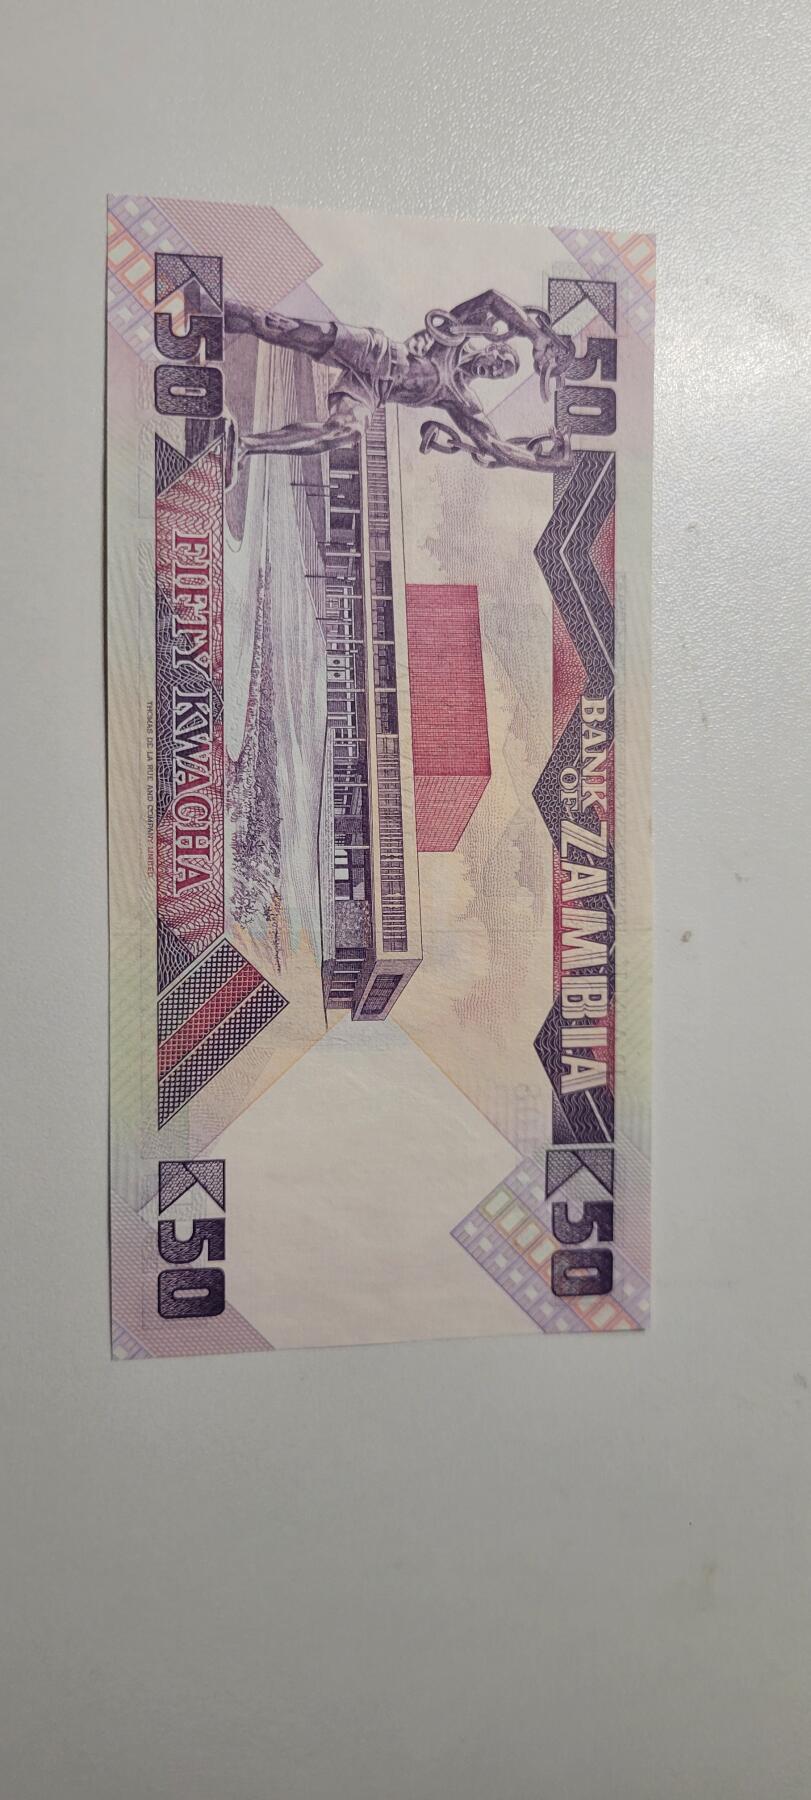 K50
BANK
OF
ZAMBIA
K50
K50
FIFTY KWACHA
K50
THOMAS DE LA RUE AND COMPANY LIMITED